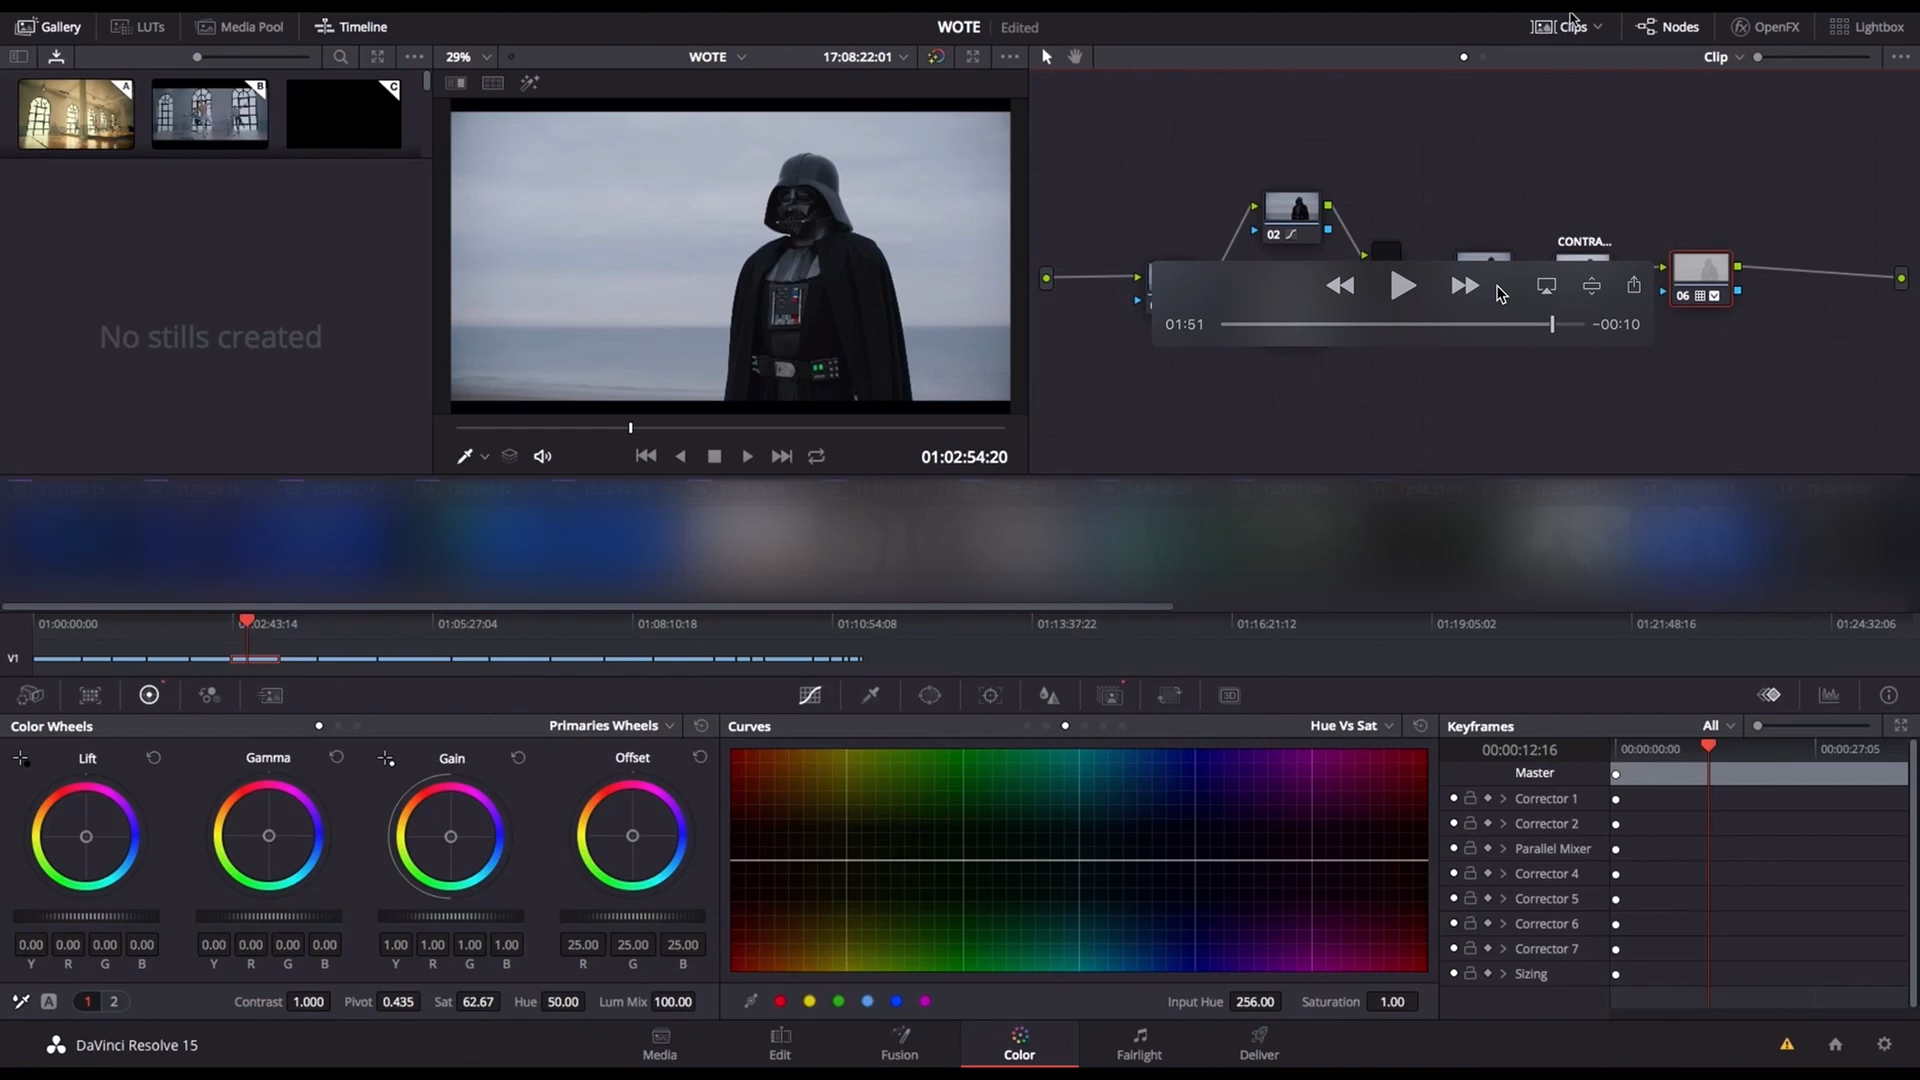 Gallery LUTs Media Pool Timeline WOTE Edited Clips Nodes OpenFX Lightbox
29% WOTE 17:08:22:01 Clip
A B C
No stills created
02
CONTRA...
06
01:51 -00:10
01:02:54:20
01:00:00:00 01:02:43:14 01:05:27:04 01:08:10:18 01:10:54:08 01:13:37:22 01:16:21:12 01:19:05:02 01:21:48:16 01:24:32:06
V1
3D
Color Wheels Primaries Wheels Curves Hue Vs Sat Keyframes All
Lift Gamma Gain Offset
00:00:12:16 00:00:00:00 00:00:27:05
Master
Corrector 1
Corrector 2
Parallel Mixer
Corrector 4
Corrector 5
Corrector 6
Corrector 7
Sizing
0.00 0.00 0.00 0.00 0.00 0.00 0.00 0.00 1.00 1.00 1.00 1.00 25.00 25.00 25.00
Y R G B Y R G B Y R G B R G B
A 1 2 Contrast 1.000 Pivot 0.435 Sat 62.67 Hue 50.00 Lum Mix 100.00 Input Hue 256.00 Saturation 1.00
DaVinci Resolve 15 Media Edit Fusion Color Fairlight Deliver